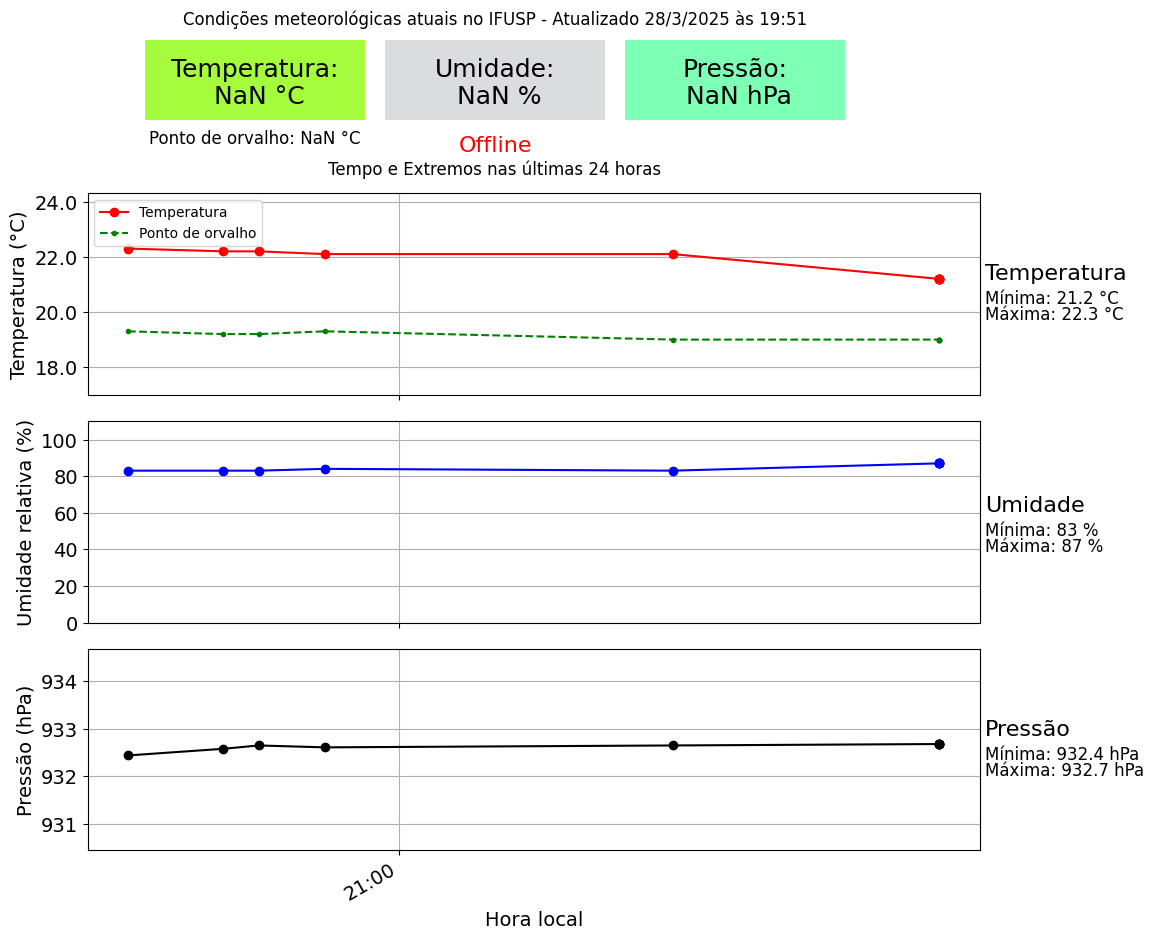 Condições meteorológicas atuais no IFUSP - Atualizado 28/3/2025 às 19:51
Temperatura:
NaN °C
Umidade:
NaN %
Pressão:
NaN hPa
Ponto de orvalho: NaN °C
Offline
Tempo e Extremos nas últimas 24 horas
Temperatura (°C)
24.0
22.0
20.0
18.0
Temperatura
Ponto de orvalho
Temperatura
Mínima: 21.2 °C
Máxima: 22.3 °C
Umidade relativa (%)
100
80
60
40
20
0
Umidade
Mínima: 83 %
Máxima: 87 %
Pressão (hPa)
934
933
932
931
Pressão
Mínima: 932.4 hPa
Máxima: 932.7 hPa
21:00
Hora local